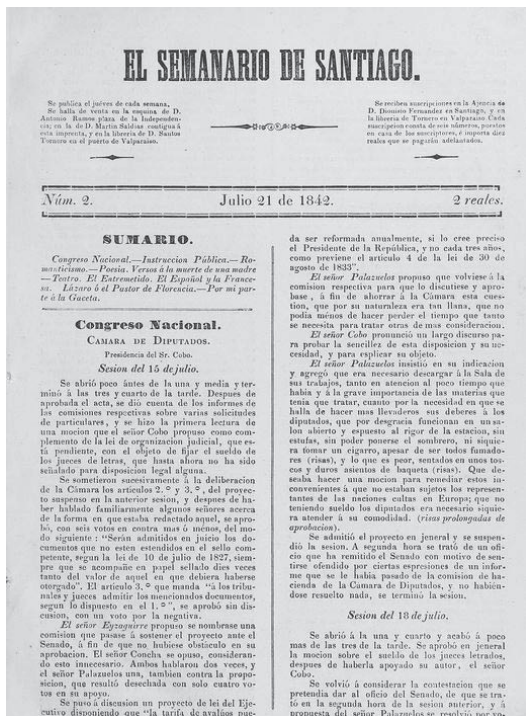 EL SEMANARIO DE SANTIAGO.
Se publica el juéves de cada semana.
Se halla de venta en la esquina de D.
Antonio Ramos plaza de la Independen-
cia; en la de D. Martin Saldias contigua á
esta imprenta, y en la libreria de D. Santos
Tornero en el puerto de Valparaiso.
Se reciben suscripciones en la Ajencia de
D. Dionisio Fernandez en Santiago, y en
la libreria de Tornero en Valparaiso Cada
suscripcion consta de seis números, puestos
en casa de los suscriptores, é importa diez
reales que se pagarán adelantados.
Núm. 2.
Julio 21 de 1842.
2 reales.
SUMARIO.
Congreso Nacional.—Instruccion Pública.—Ro-
manticismo.—Poesia. Versos á la muerte de una madre
—Teatro. El Entremetido. El Español y la France-
sa. Lázaro ó el Pastor de Florencia.—Por mi par-
te á la Gaceta.
Congreso Nacional.
CAMARA DE DIPUTADOS.
Presidencia del Sr. Cobo.
Sesion del 15 de julio.
Se abrió poco ántes de la una y media y ter-
minó á las tres y cuarto de la tarde. Despues de
aprobada el acta, se dió cuenta de los informes de
las comisiones respctivas sobre varias solicitudes
de particulares, y se hizo la primera lectura de
una mocion que el señor Cobo propuso como com-
plemento de la lei de organizacion judicial, que es-
tá pendiente, con el objeto de fijar el sueldo de
los jueces de letras, que hasta ahora no ha sido
señalado para disposicion legal alguna.
Se sometieron sucesivamente á la deliberacion
de la Cámara los articulos 2.° y 3.°, del proyec-
to suspenso en la anterior sesion, y despues de ha-
ber hablado familiarmente algunos señores acerca
de la forma en que estaba redactado aquel, se apro-
bó, con seis votos en contra mas ó menos, del mo-
do siguiente : "Serán admitidos en juicio los do-
cumentos que no esten estendidos en el sello com-
petente, segun la lei de 10 de julio de 1827, siem-
pre que se acompañe en papel sellado dies veces
tanto del valor de aquel en que debiera haberse
otorgado". El articulo 3.° que manda "á los tribu-
nales y jueces admitir los mencionados documentos,
segun lo dispuesto en el 1.°", se aprobó sin dis-
cusion, con un voto por la negativa.
El señor Eyzaguirre propuso se nombrase una
comision que pasase á sostener el proyecto ante el
Senado, á fin de que no hubiese obstáculo en su
aprobacion. El señor Concha se opuso, consideran-
do esto innecesario. Ambos hablaron dos veces, y
el señor Palazuelos una, tambien contra la propo-
sicion, que resultó desechada con solo cuatro vo-
tos en su apoyo.
Se puso á discusion un proyecto de lei del Eje-
cutivo disponiendo que "la tarifa de avalúos pue-
da ser reformada anualmente, si lo cree preciso
el Presidente de la República, y no cada tres años,
como previene el articulo 4 de la lei de 30 de
agosto de 1833".
El señor Palazuelos propuso que volviese á la
comision respectiva para que lo discutiese y apro-
base, á fin de ahorrar á la Cámara esta cues-
tion, que por su naturaleza era tan llana, que no
podia ménos de hacer perder el tiempo que tanto
se necesita para tratar otras de mas consideracion.
El señor Cobo pronunció un largo discurso pa-
ra probar la sencillez de esta disposicion y su ne-
cesidad, y para esplicar su objeto.
El señor Palazuelos insistió en su indicacion
y agregó que era necesario descargar á la Sala de
sus trabajos, tanto en atencion al poco tiempo que
habia y á la grave importancia de las materias que
tenia que tratar, cuanto por la necesidad en que se
halla de hacer mas llevaderos sus deberes á los
diputados, que por desgracia funcionan en un sa-
lon abierto y espuesto al rigor de la estacion, sin
estufas, sin poder ponerse el sombrero, ni siquie-
ra fomar un cigarro, apesar de ser todos fumado-
res (risas), y lo que es peor, sentados en unos tos-
cos y duros asientos de baqueta (risas). Que de-
seaba hacer una mocion para remediar estos in-
convenientes á que no estaban sujetos los represen-
tantes de las naciones cultas en Europa; que no
teniendo sueldo los diputados era necesario siquie-
ra atender á su comodidad. (risas prolongadas de
aprobacion).
Se admitió el proyecto en jeneral y se suspen-
dió la sesion. A segunda hora se trató de un ofi-
cio que ha remitido el Senado con motivo de sen-
tirse ofendido por ciertas espresiones de un infor-
me que se le habia pasado de la comision de ha-
cienda de la Cámara de Diputados, y no habién-
dose resuelto nada, se terminó la sesion.
Sesion del 18 de julio.
Se abrió á la una y cuarto y acabó á poco
mas de las tres de la tarde. Se aprobó en jeneral
la mocion sobre el sueldo de los jueces letrados,
despues de haberla apoyado su autor, el señor
Cobo.
Se volvió á considerar la contestacion que se
pretendia dar al oficio del Senado, de que se tra-
tó en la segunda hora de la sesion anterior, y á
propuesta del señor Palazuelos se resolvió por vo-